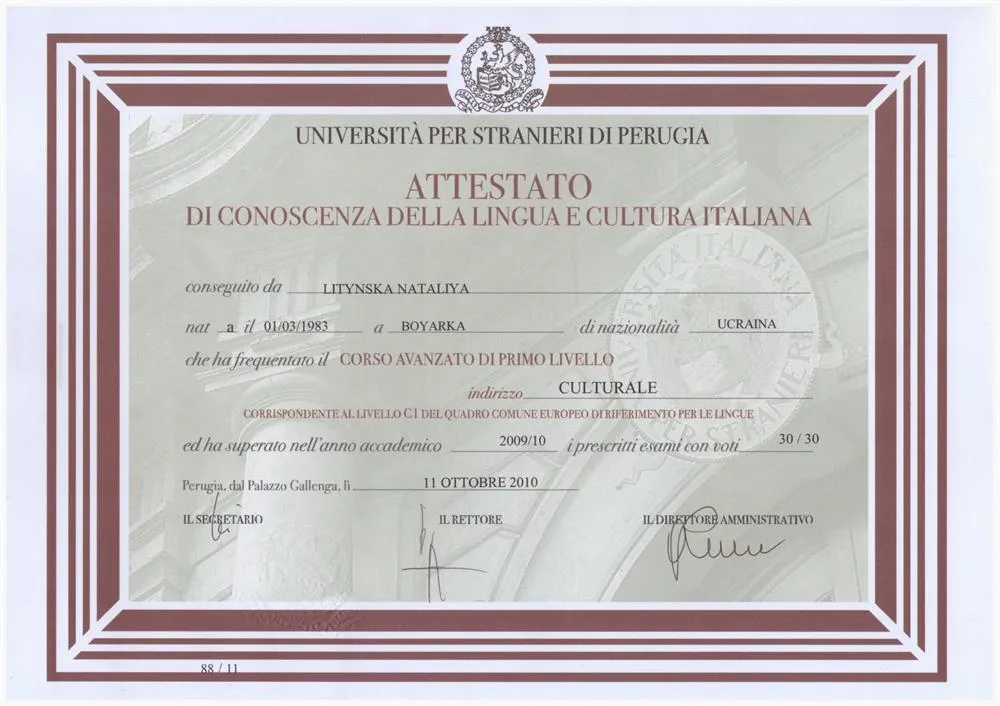 UNIVERSITÀ PER STRANIERI DI PERUGIA
ATTESTATO
DI CONOSCENZA DELLA LINGUA E CULTURA ITALIANA
conseguito da LITYNSKA NATALIYA
nat a il 01/03/1983 a BOYARKA di nazionalità UCRAINA
che ha frequentato il CORSO AVANZATO DI PRIMO LIVELLO
indirizzo CULTURALE
CORRISPONDENTE AL LIVELLO C1 DEL QUADRO COMUNE EUROPEO DI RIFERIMENTO PER LE LINGUE
ed ha superato nell'anno accademico 2009/10 i prescritti esami con voti 30 / 30
Perugia, dal Palazzo Gallenga, lì 11 OTTOBRE 2010
IL SEGRETARIO IL RETTORE IL DIRETTORE AMMINISTRATIVO
88 / 11